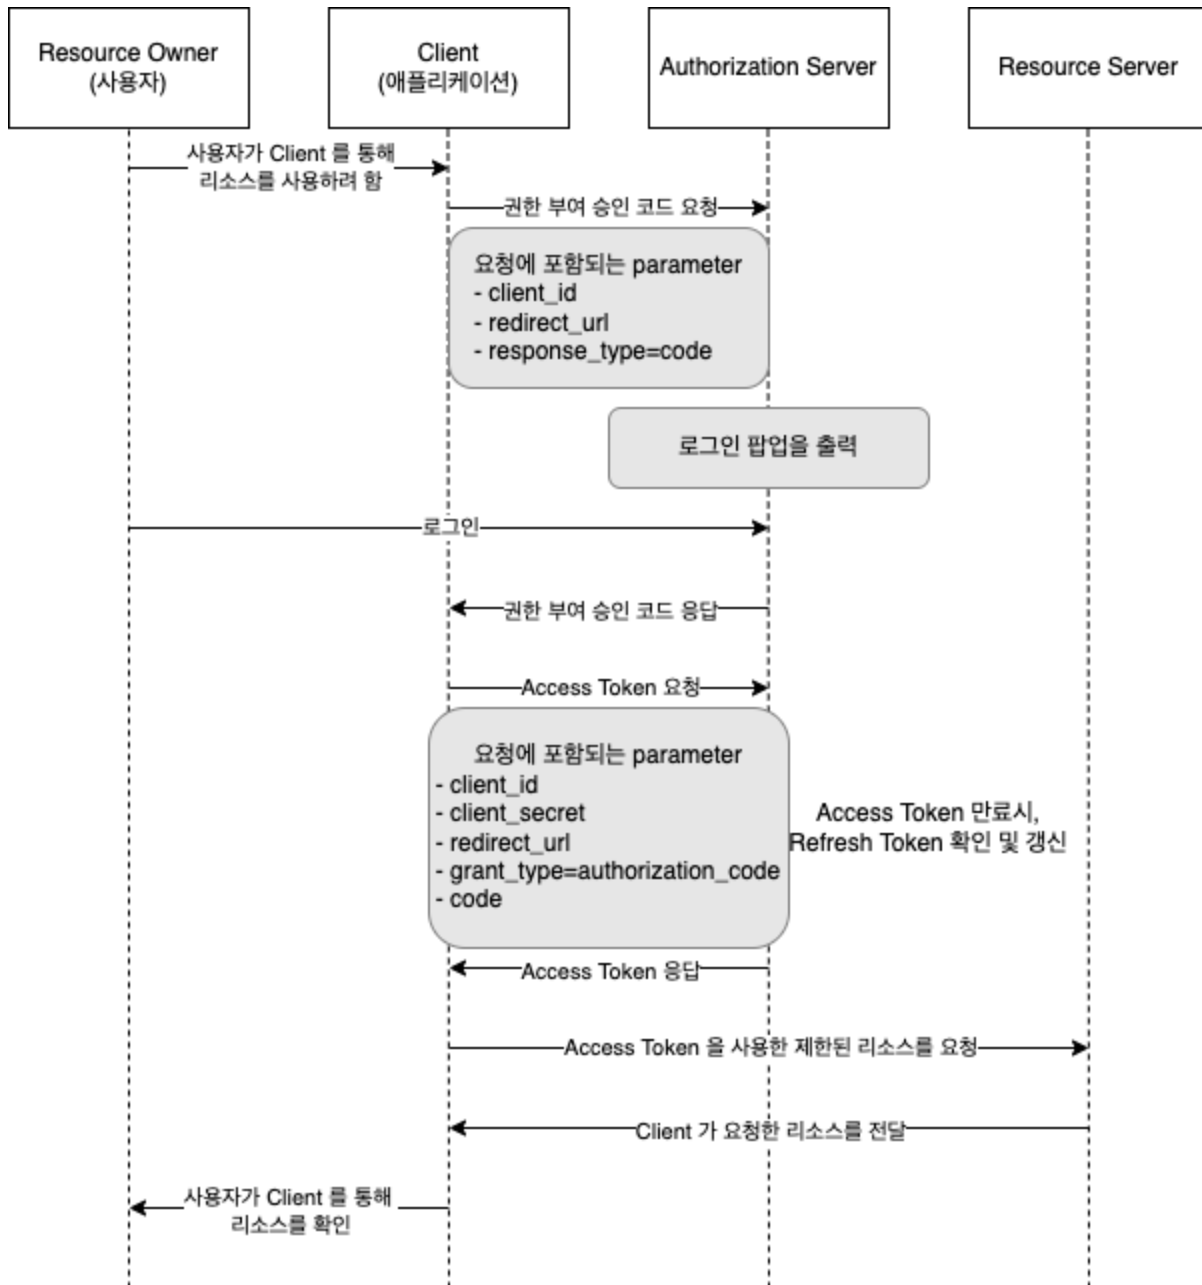 Resource Owner
(사용자)
Client
(애플리케이션)
Authorization Server
Resource Server
사용자가 Client 를 통해
리소스를 사용하려 함
권한 부여 승인 코드 요청
요청에 포함되는 parameter
- client_id
- redirect_url
- response_type=code
로그인 팝업을 출력
로그인
권한 부여 승인 코드 응답
Access Token 요청
요청에 포함되는 parameter
- client_id
- client_secret
- redirect_url
- grant_type=authorization_code
- code
Access Token 만료시,
Refresh Token 확인 및 갱신
Access Token 응답
Access Token 을 사용한 제한된 리소스를 요청
Client 가 요청한 리소스를 전달
사용자가 Client 를 통해
리소스를 확인